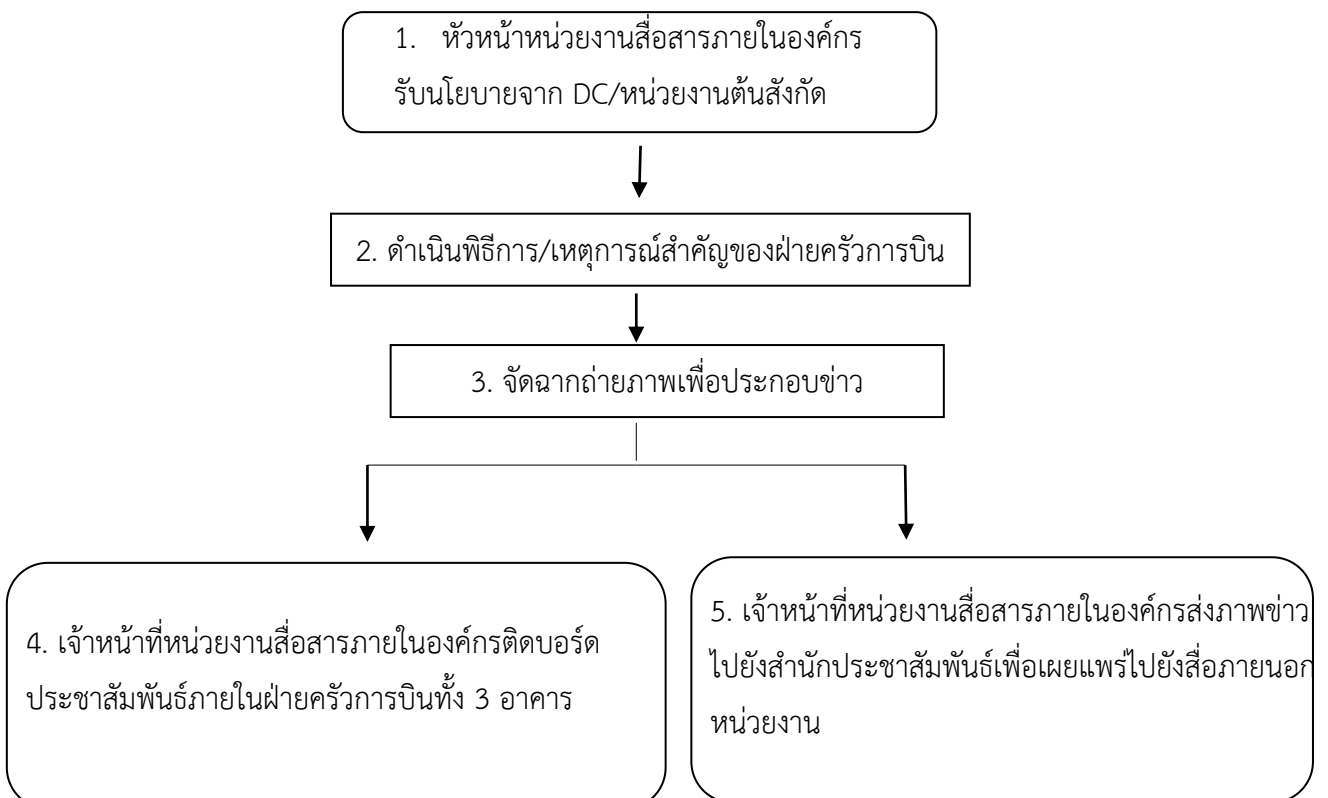 1. หัวหน้าหน่วยงานสื่อสารภายในองค์กร
รับนโยบายจาก DC/หน่วยงานต้นสังกัด
2. ดำเนินพิธีการ/เหตุการณ์สำคัญของฝ่ายครัวการบิน
3. จัดฉากถ่ายภาพเพื่อประกอบข่าว
4. เจ้าหน้าที่หน่วยงานสื่อสารภายในองค์กรติดบอร์ด
ประชาสัมพันธ์ภายในฝ่ายครัวการบินทั้ง 3 อาคาร
5. เจ้าหน้าที่หน่วยงานสื่อสารภายในองค์กรส่งภาพข่าว
ไปยังสำนักประชาสัมพันธ์เพื่อเผยแพร่ไปยังสื่อภายนอก
หน่วยงาน